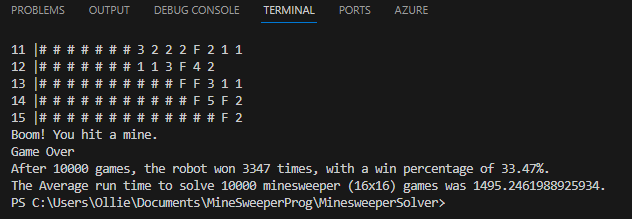 PROBLEMS OUTPUT DEBUG CONSOLE TERMINAL PORTS AZURE
11 |# # # # # # # 3 2 2 2 F 2 1 1
12 |# # # # # # # 1 1 3 F 4 2
13 |# # # # # # # # # # F F 3 1 1
14 |# # # # # # # # # # # F 5 F 2
15 |# # # # # # # # # # # # # F 2
Boom! You hit a mine.
Game Over
After 10000 games, the robot won 3347 times, with a win percentage of 33.47%.
The Average run time to solve 10000 minesweeper (16x16) games was 1495.2461988925934.
PS C:\Users\Ollie\Documents\MineSweeperProg\MinesweeperSolver>